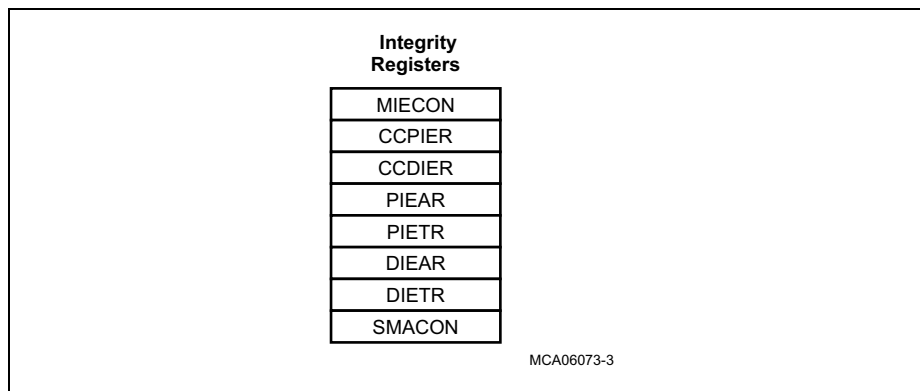 Integrity
Registers
MIECON
CCPIER
CCDIER
PIEAR
PIETR
DIEAR
DIETR
SMACON
MCA06073-3